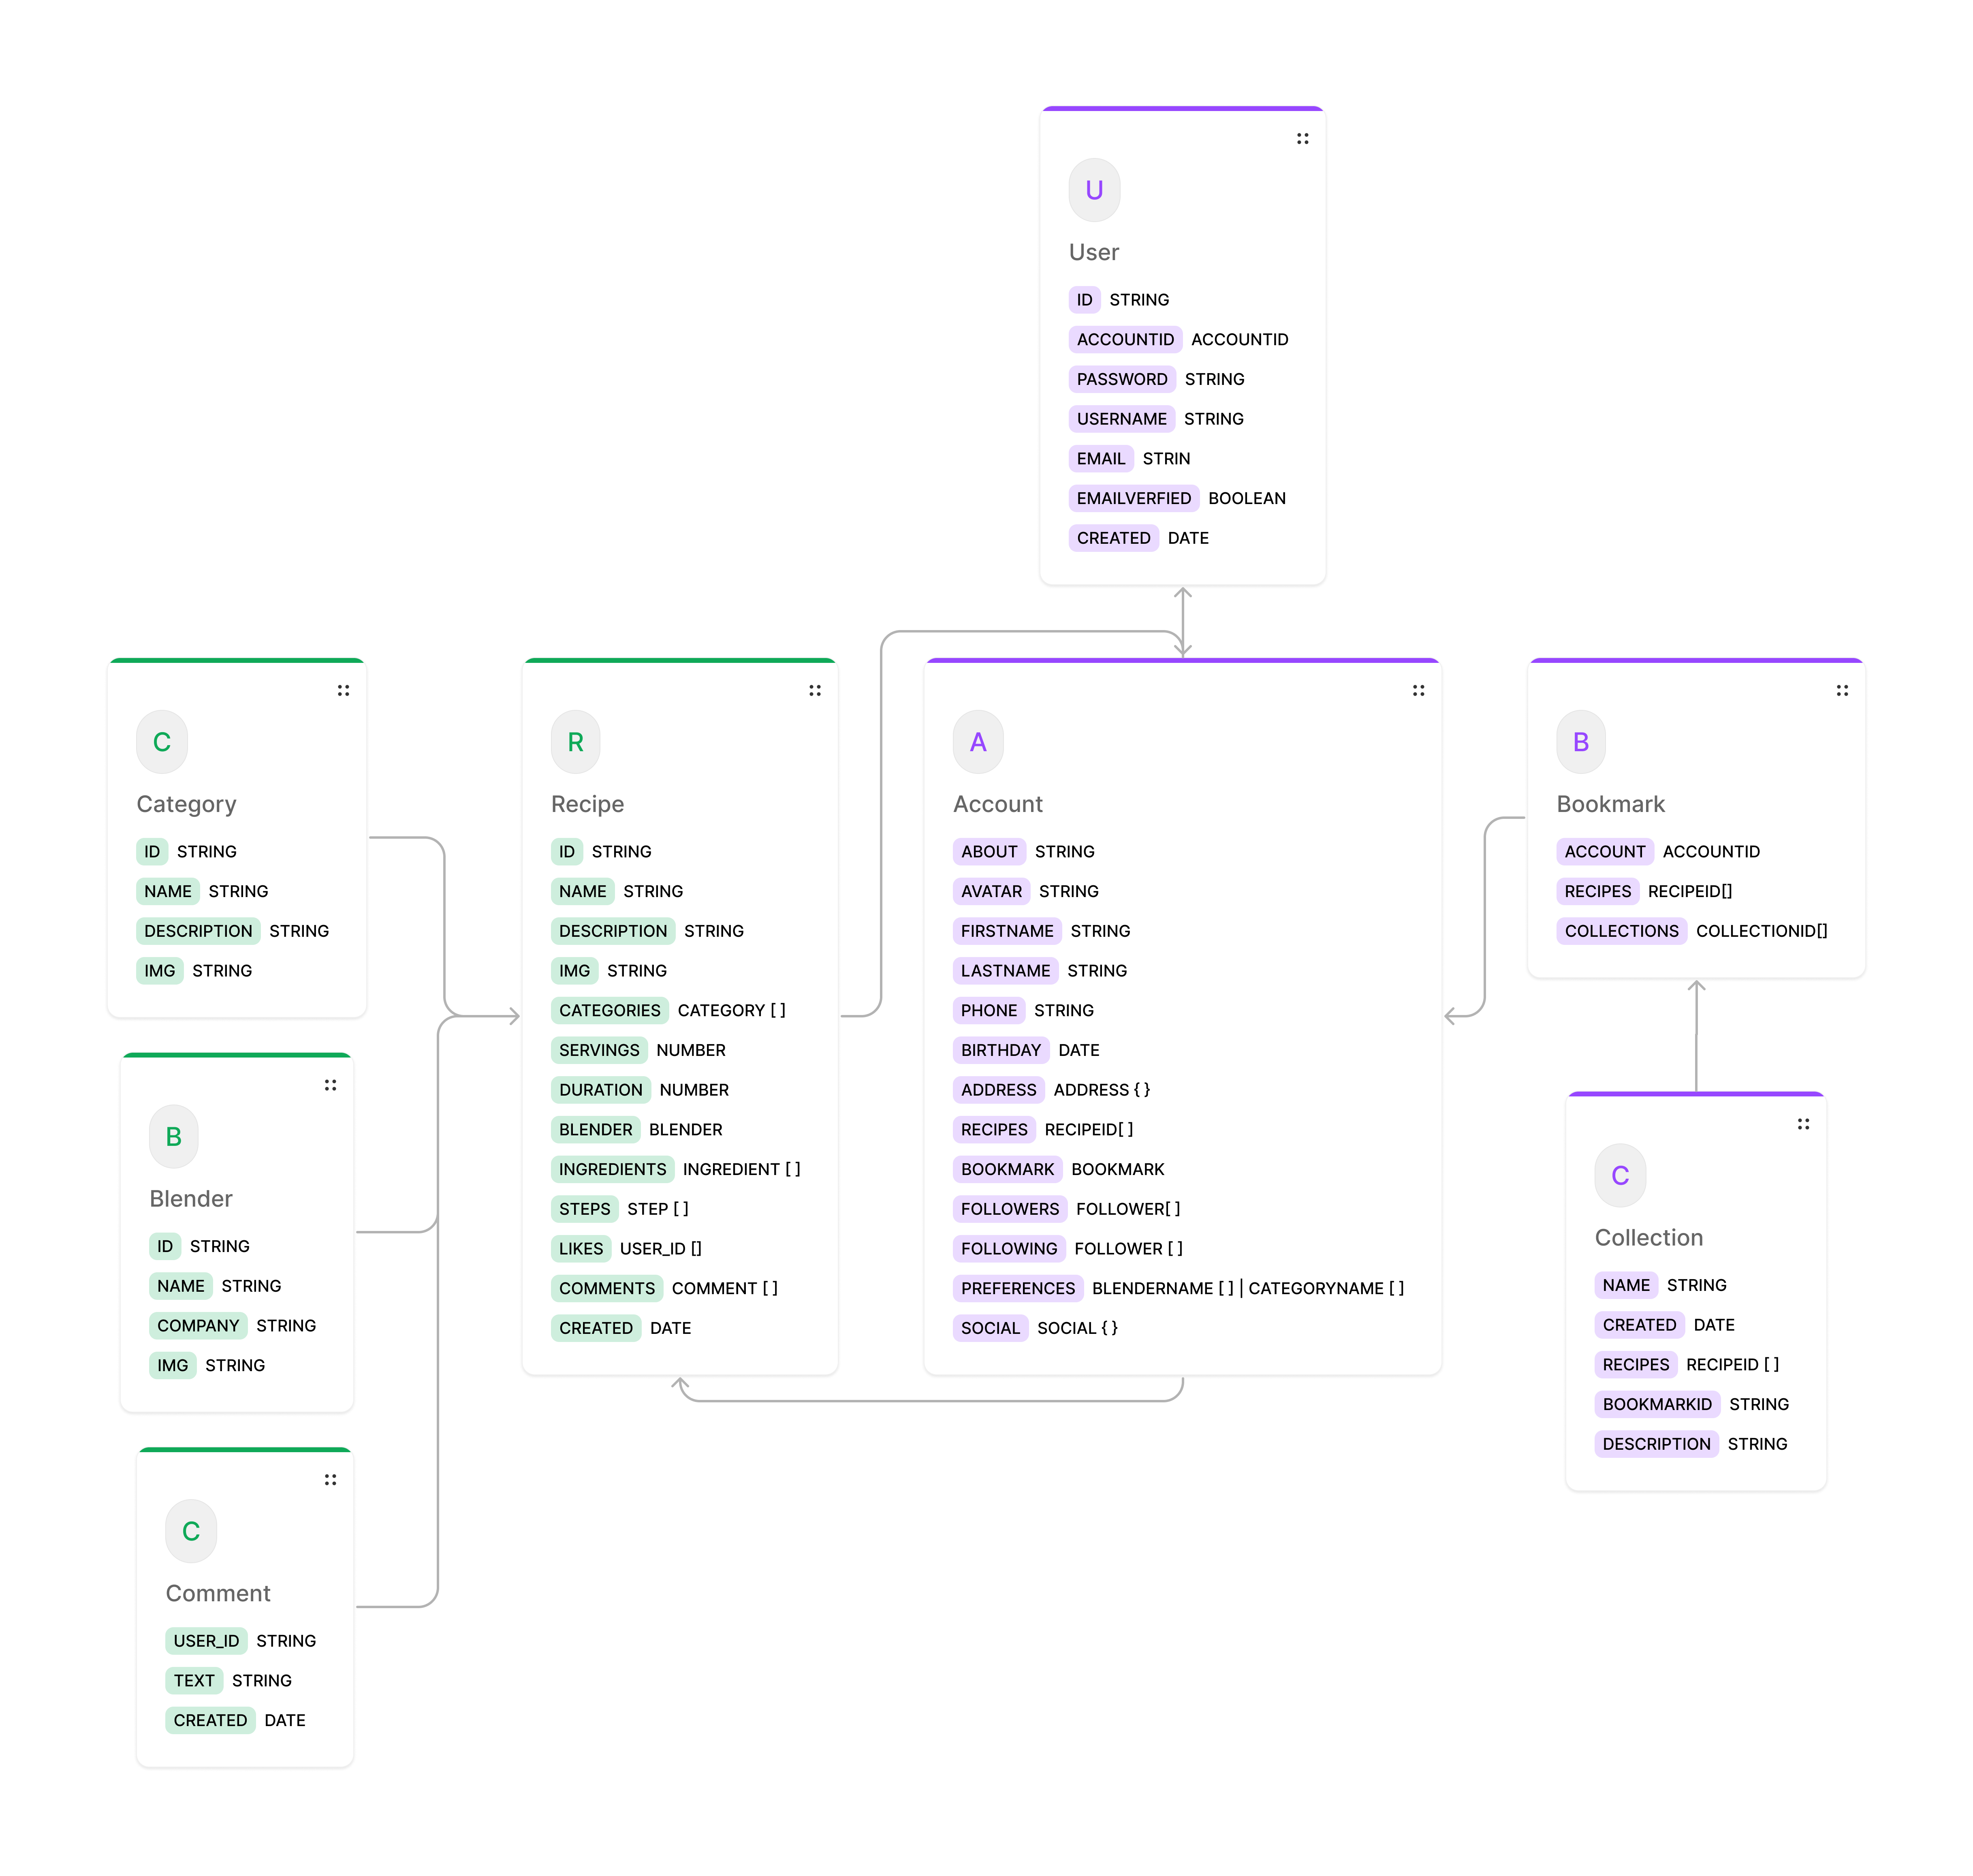 U
User
ID STRING
ACCOUNTID ACCOUNTID
PASSWORD STRING
USERNAME STRING
EMAIL STRIN
EMAILVERFIED BOOLEAN
CREATED DATE
C
Category
ID STRING
NAME STRING
DESCRIPTION STRING
IMG STRING
B
Blender
ID STRING
NAME STRING
COMPANY STRING
IMG STRING
C
Comment
USER_ID STRING
TEXT STRING
CREATED DATE
R
Recipe
ID STRING
NAME STRING
DESCRIPTION STRING
IMG STRING
CATEGORIES CATEGORY [ ]
SERVINGS NUMBER
DURATION NUMBER
BLENDER BLENDER
INGREDIENTS INGREDIENT [ ]
STEPS STEP [ ]
LIKES USER_ID []
COMMENTS COMMENT [ ]
CREATED DATE
A
Account
ABOUT STRING
AVATAR STRING
FIRSTNAME STRING
LASTNAME STRING
PHONE STRING
BIRTHDAY DATE
ADDRESS ADDRESS { }
RECIPES RECIPEID[ ]
BOOKMARK BOOKMARK
FOLLOWERS FOLLOWER[ ]
FOLLOWING FOLLOWER [ ]
PREFERENCES BLENDERNAME [ ] | CATEGORYNAME [ ]
SOCIAL SOCIAL { }
B
Bookmark
ACCOUNT ACCOUNTID
RECIPES RECIPEID[]
COLLECTIONS COLLECTIONID[]
C
Collection
NAME STRING
CREATED DATE
RECIPES RECIPEID [ ]
BOOKMARKID STRING
DESCRIPTION STRING